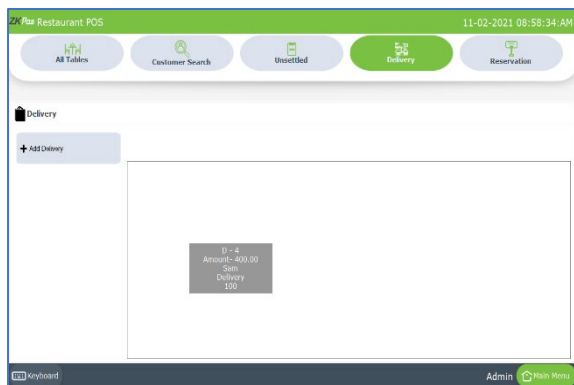 ZKPos Restaurant POS 11-02-2021 08:58:34:AM
All Tables Customer Search Unsettled Delivery Reservation
Delivery
+ Add Delivery
D - 4
Amount- 400.00
Sam
Delivery
100
Keyboard Admin Main Menu